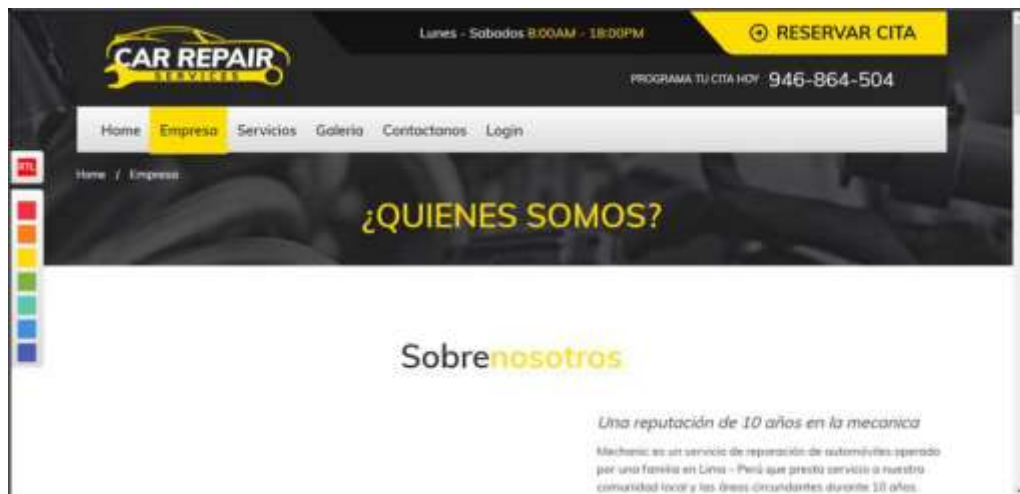 CAR REPAIR
SERVICES
Lunes - Sabados 8:00AM - 18:00PM
RESERVAR CITA
PROGRAMA TU CITA HOY 946-864-504
Home Empresa Servicios Galeria Contactanos Login
RTL
Home / Empresa
¿QUIENES SOMOS?
Sobrenosotros
Una reputación de 10 años en la mecanica
Mechanic es un servicio de reparación de automóviles operado
por una familia en Lima - Perú que presta servicio a nuestra
comunidad local y las áreas circundantes durante 10 años.